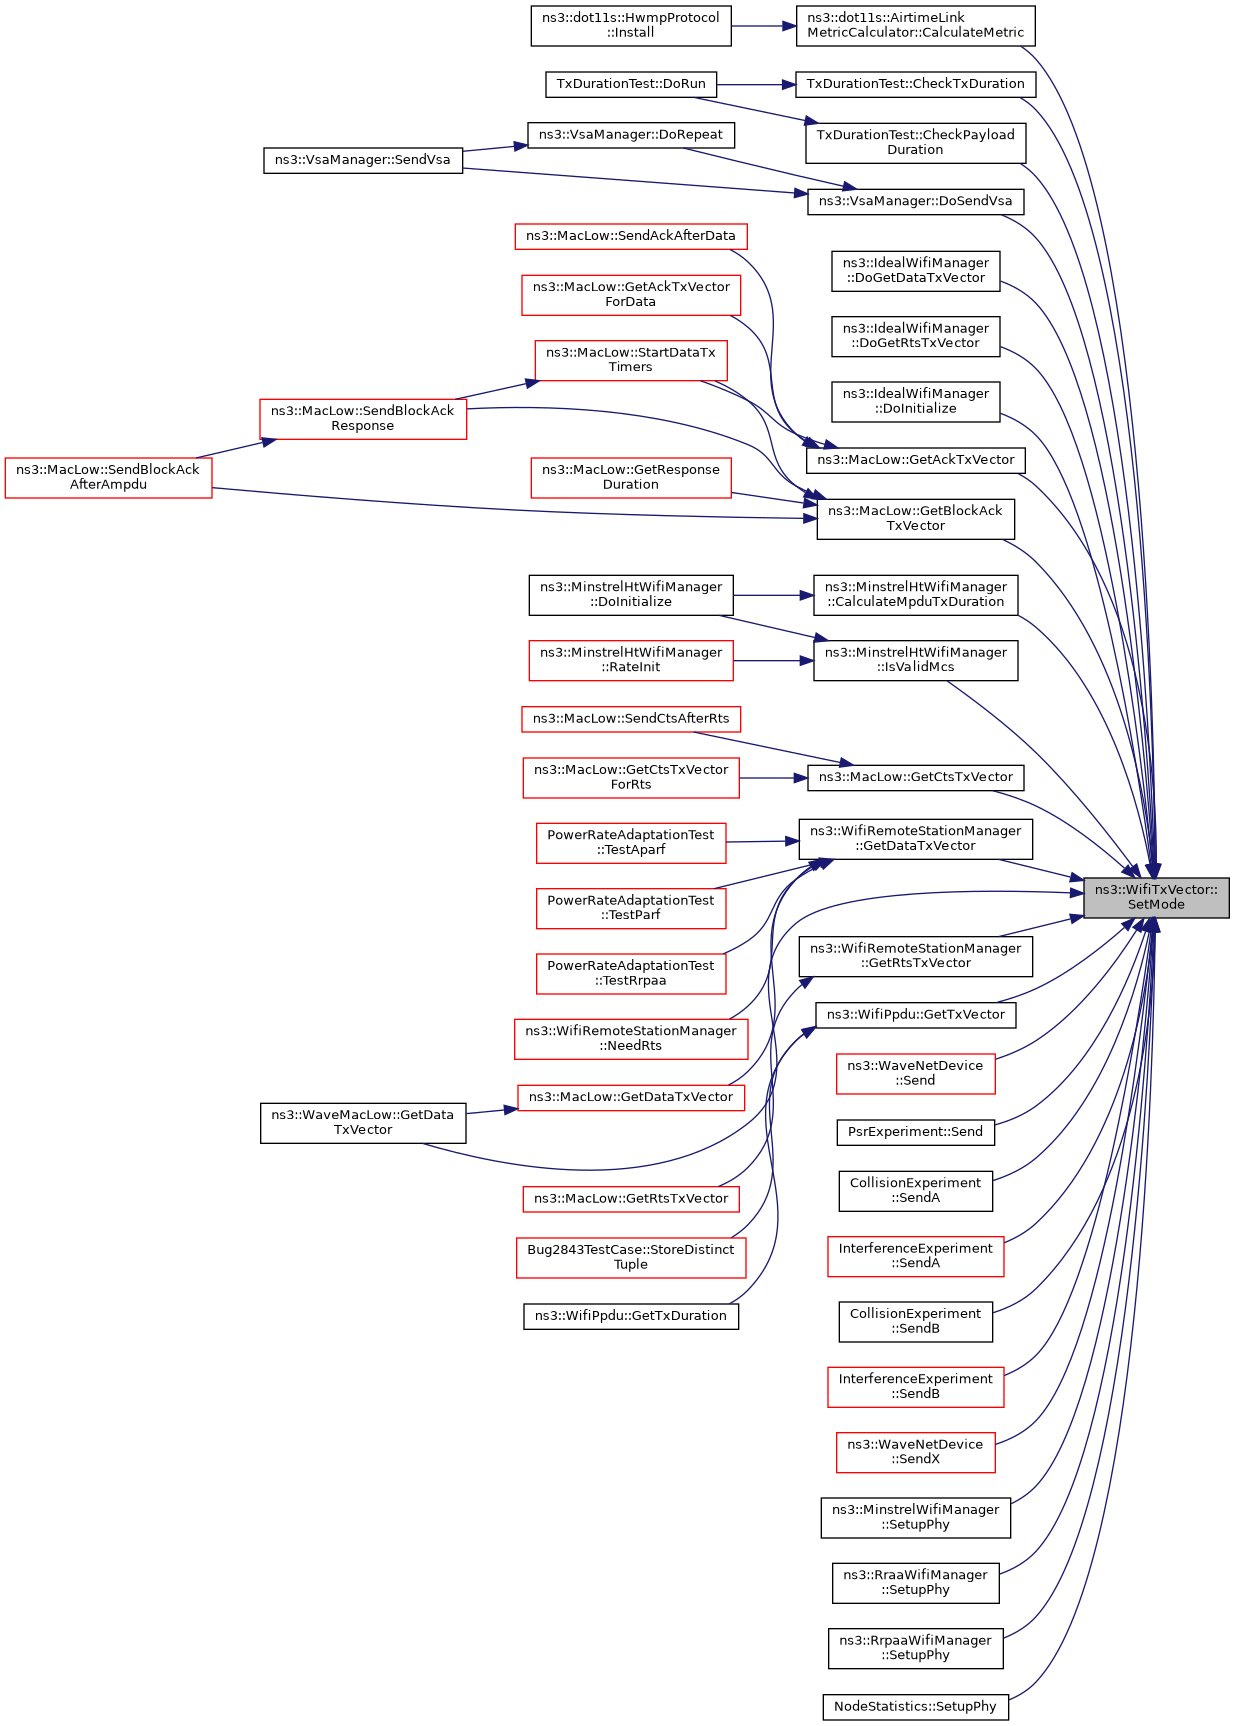 ns3::dot11s::HwmpProtocol
::Install
ns3::dot11s::AirtimeLink
MetricCalculator::CalculateMetric
TxDurationTest::DoRun
TxDurationTest::CheckTxDuration
ns3::VsaManager::DoRepeat
TxDurationTest::CheckPayload
Duration
ns3::VsaManager::SendVsa
ns3::VsaManager::DoSendVsa
ns3::MacLow::SendAckAfterData
ns3::IdealWifiManager
::DoGetDataTxVector
ns3::MacLow::GetAckTxVector
ForData
ns3::IdealWifiManager
::DoGetRtsTxVector
ns3::MacLow::StartDataTx
Timers
ns3::IdealWifiManager
::DoInitialize
ns3::MacLow::SendBlockAck
Response
ns3::MacLow::GetAckTxVector
ns3::MacLow::SendBlockAck
AfterAmpdu
ns3::MacLow::GetResponse
Duration
ns3::MacLow::GetBlockAck
TxVector
ns3::MinstrelHtWifiManager
::DoInitialize
ns3::MinstrelHtWifiManager
::CalculateMpduTxDuration
ns3::MinstrelHtWifiManager
::RateInit
ns3::MinstrelHtWifiManager
::IsValidMcs
ns3::MacLow::SendCtsAfterRts
ns3::MacLow::GetCtsTxVector
ForRts
ns3::MacLow::GetCtsTxVector
PowerRateAdaptationTest
::TestAparf
ns3::WifiRemoteStationManager
::GetDataTxVector
PowerRateAdaptationTest
::TestParf
ns3::WifiTxVector::
SetMode
PowerRateAdaptationTest
::TestRrpaa
ns3::WifiRemoteStationManager
::GetRtsTxVector
ns3::WifiRemoteStationManager
::NeedRts
ns3::WifiPpdu::GetTxVector
ns3::WaveNetDevice
::Send
ns3::MacLow::GetDataTxVector
ns3::WaveMacLow::GetData
TxVector
PsrExperiment::Send
CollisionExperiment
::SendA
ns3::MacLow::GetRtsTxVector
Bug2843TestCase::StoreDistinct
Tuple
InterferenceExperiment
::SendA
ns3::WifiPpdu::GetTxDuration
CollisionExperiment
::SendB
InterferenceExperiment
::SendB
ns3::WaveNetDevice
::SendX
ns3::MinstrelWifiManager
::SetupPhy
ns3::RraaWifiManager
::SetupPhy
ns3::RrpaaWifiManager
::SetupPhy
NodeStatistics::SetupPhy